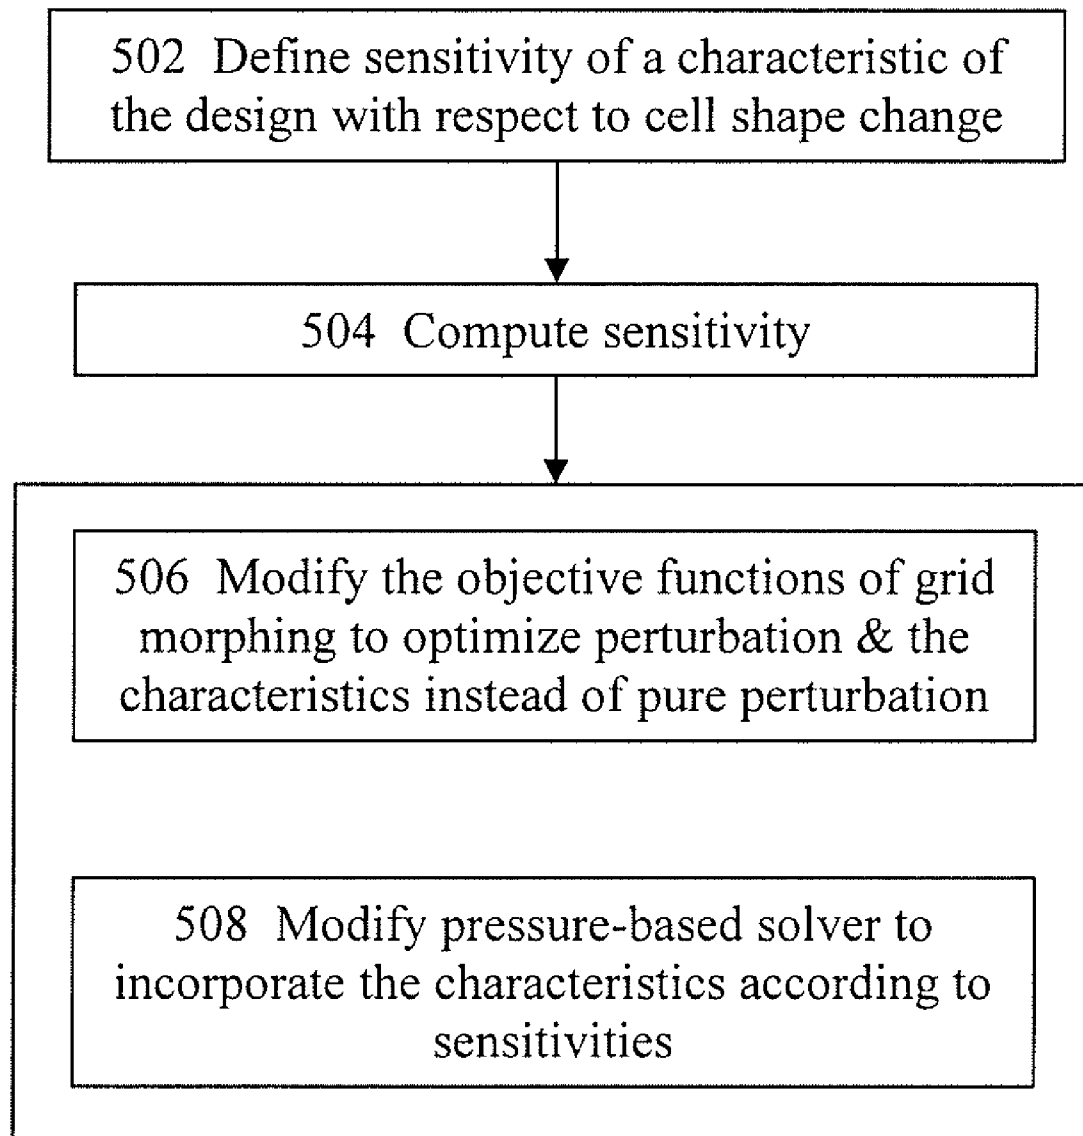 502 Define sensitivity of a characteristic of
the design with respect to cell shape change
504 Compute sensitivity
506 Modify the objective functions of grid
morphing to optimize perturbation & the
characteristics instead of pure perturbation
508 Modify pressure-based solver to
incorporate the characteristics according to
sensitivities